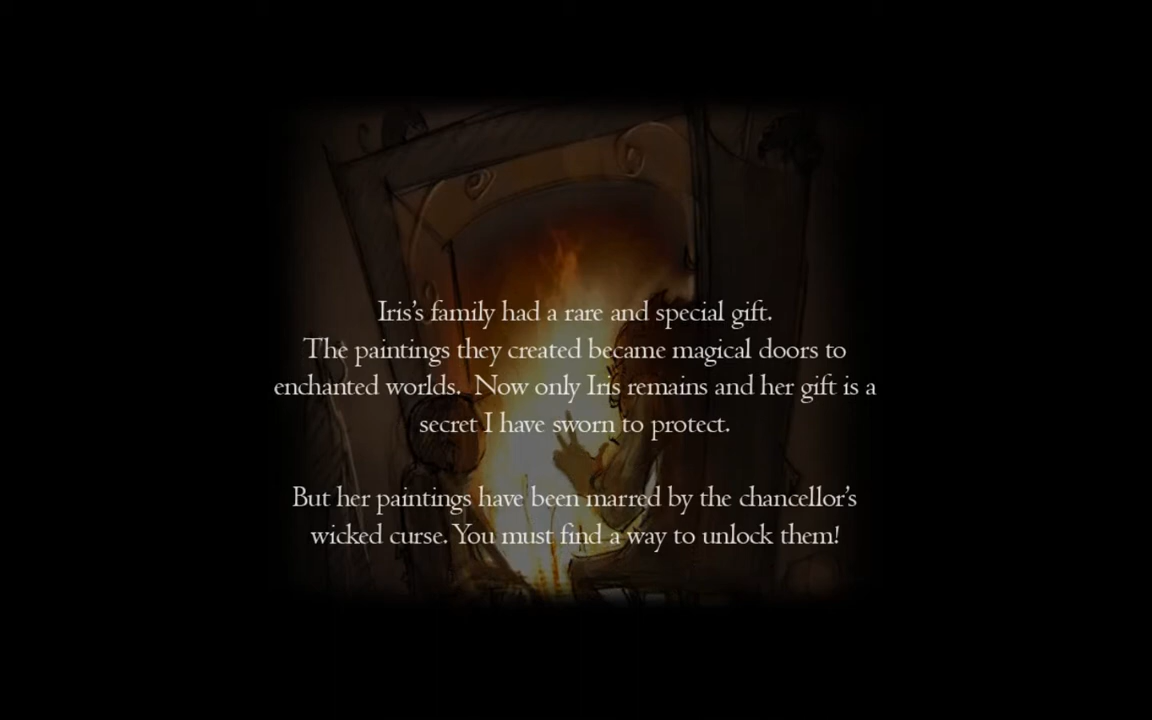 Iris's family had a rare and special gift.
The paintings they created became magical doors to
enchanted worlds.  Now only Iris remains and her gift is a
secret I have sworn to protect.
But her paintings have been marred by the chancellor's
wicked curse. You must find a way to unlock them!